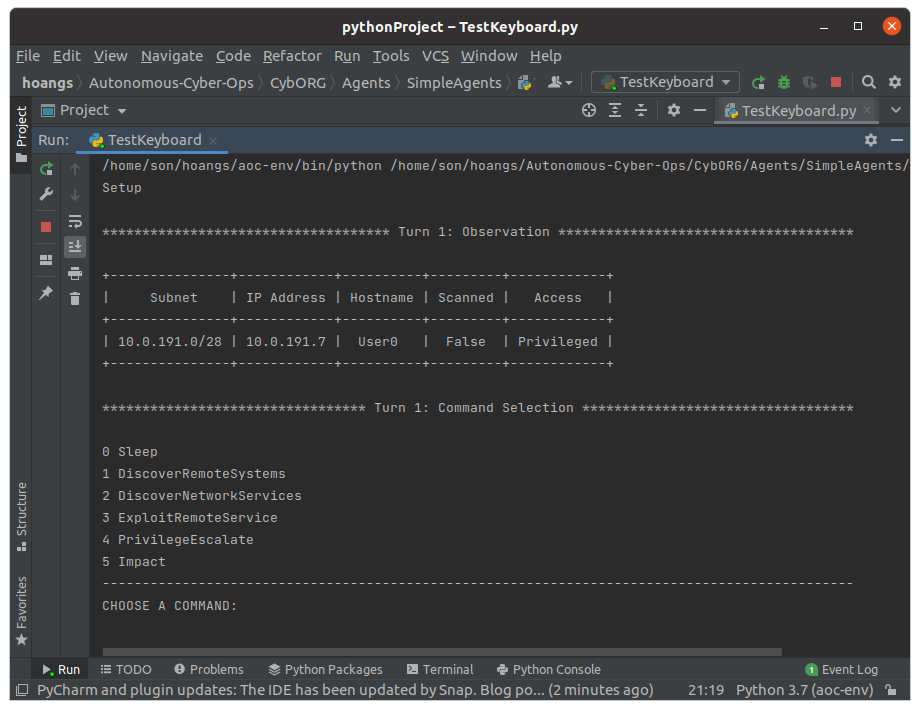 pythonProject – TestKeyboard.py
File Edit View Navigate Code Refactor Run Tools VCS Window Help
hoangs Autonomous-Cyber-Ops CybORG Agents SimpleAgents TestKeyboard
Project Project TestKeyboard.py
Run: TestKeyboard
/home/son/hoangs/aoc-env/bin/python /home/son/hoangs/Autonomous-Cyber-Ops/CybORG/Agents/SimpleAgents/
Setup
************************************ Turn 1: Observation *************************************
+---------------+------------+----------+---------+------------+
|     Subnet    | IP Address | Hostname | Scanned |   Access   |
+---------------+------------+----------+---------+------------+
| 10.0.191.0/28 | 10.0.191.7 |  User0   |  False  | Privileged |
+---------------+------------+----------+---------+------------+
********************************* Turn 1: Command Selection **********************************
0 Sleep
1 DiscoverRemoteSystems
2 DiscoverNetworkServices
3 ExploitRemoteService
4 PrivilegeEscalate
5 Impact
----------------------------------------------------------------------------------------------
CHOOSE A COMMAND:
Structure
Favorites
Run TODO Problems Python Packages Terminal Python Console 1 Event Log
PyCharm and plugin updates: The IDE has been updated by Snap. Blog po... (2 minutes ago) 21:19 Python 3.7 (aoc-env)